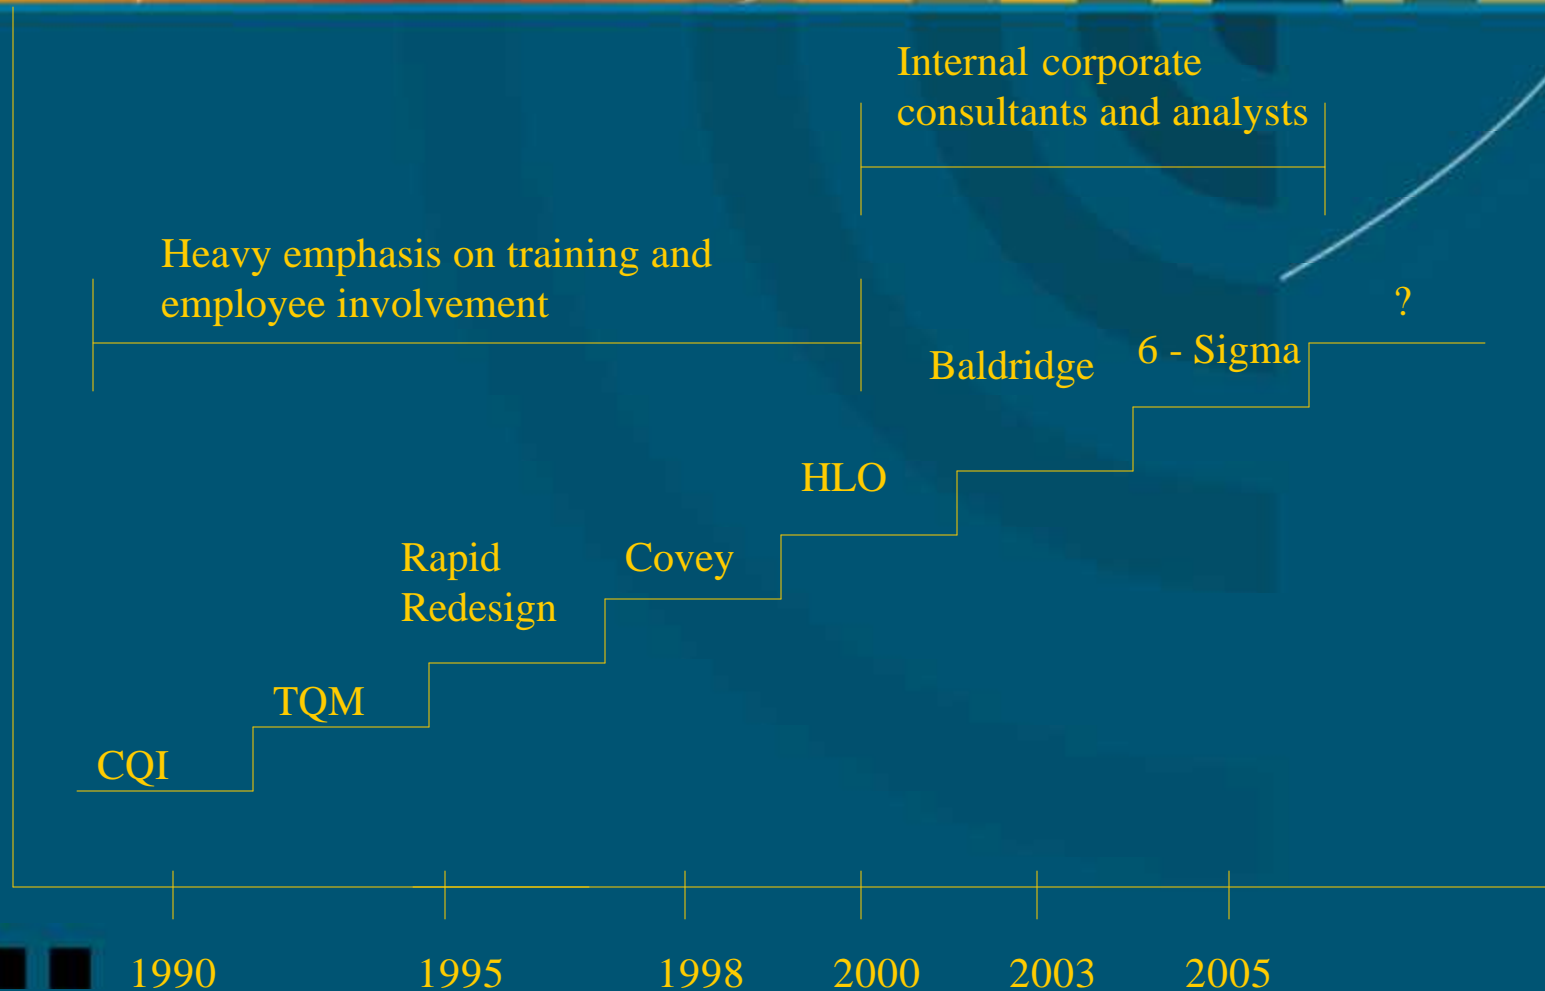 Internal corporate
consultants and analysts
Heavy emphasis on training and
employee involvement
?
6 - Sigma
Baldridge
HLO
Rapid
Redesign
Covey
TQM
CQI
1990 1995 1998 2000 2003 2005